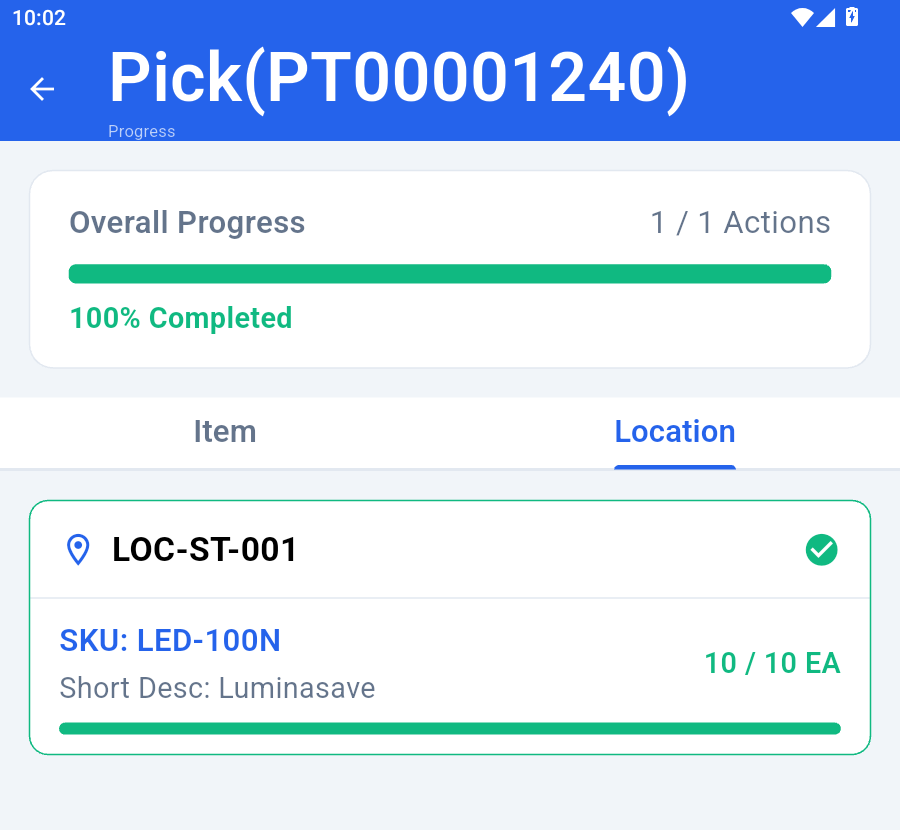 10:02
Pick(PT00001240)
Progress
Overall Progress
1 / 1 Actions
100% Completed
Item
Location
LOC-ST-001
SKU: LED-100N
10 / 10 EA
Short Desc: Luminasave